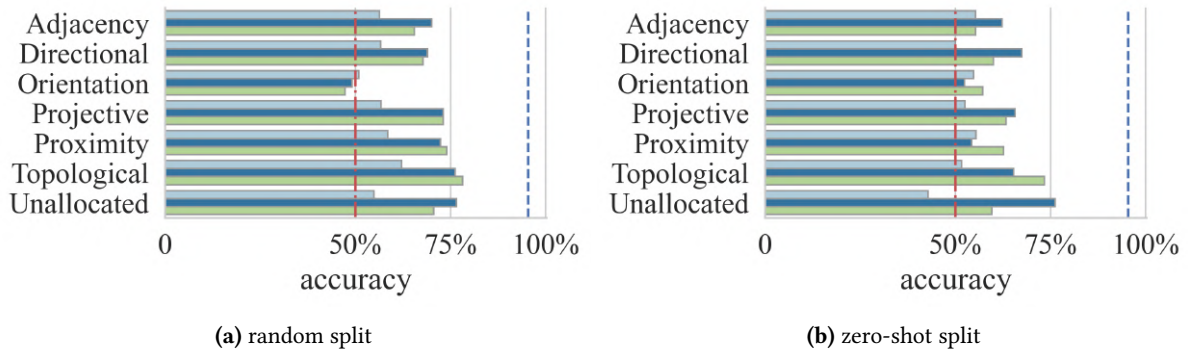 Adjacency
Directional
Orientation
Projective
Proximity
Topological
Unallocated
0 50% 75% 100%
accuracy
(a) random split
Adjacency
Directional
Orientation
Projective
Proximity
Topological
Unallocated
0 50% 75% 100%
accuracy
(b) zero-shot split